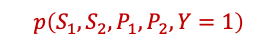 p(S₁, S₂, P₁, P₂, Y = 1)